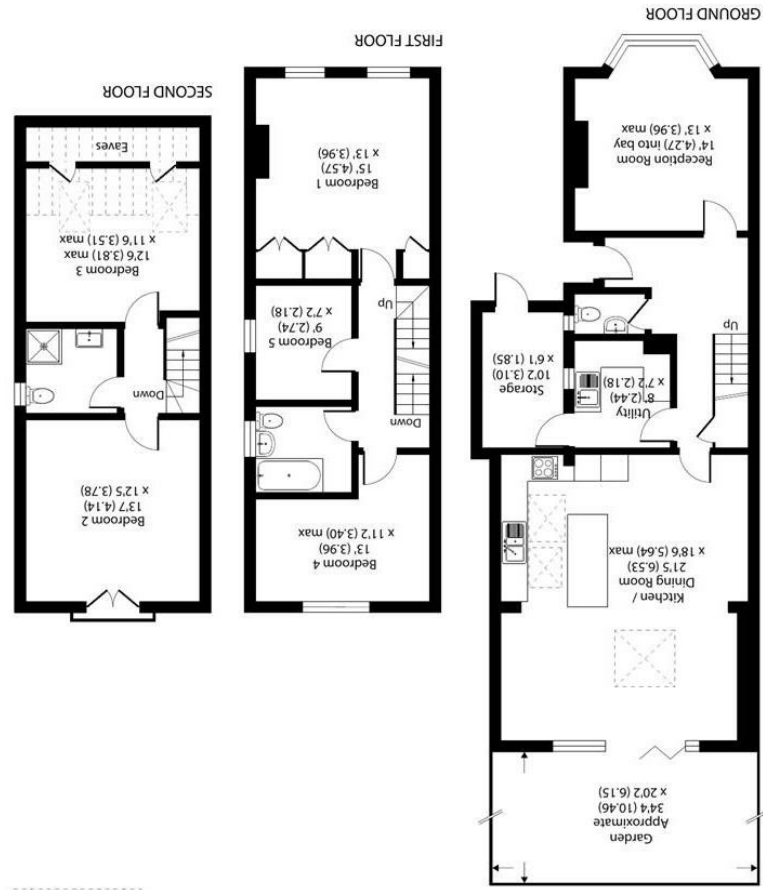 Garden
Approximate
34'4 (10.46)
x 20'2 (6.15)
Kitchen /
Dining Room
21'5 (6.53)
x 18'6 (5.64) max
Utility
8' (2.44)
x 7'2 (2.18)
Storage
10'2 (3.10)
x 6'1 (1.85)
Up
Reception Room
14' (4.27) into bay
x 13' (3.96) max
GROUND FLOOR
Bedroom 4
13' (3.96)
x 11'2 (3.40) max
Down
Bedroom 5
9' (2.74)
x 7'2 (2.18)
Up
Bedroom 1
15' (4.57)
x 13' (3.96)
FIRST FLOOR
Bedroom 2
13'7 (4.14)
x 12'5 (3.78)
Down
Bedroom 3
12'6 (3.81) max
x 11'6 (3.51) max
Eaves
SECOND FLOOR